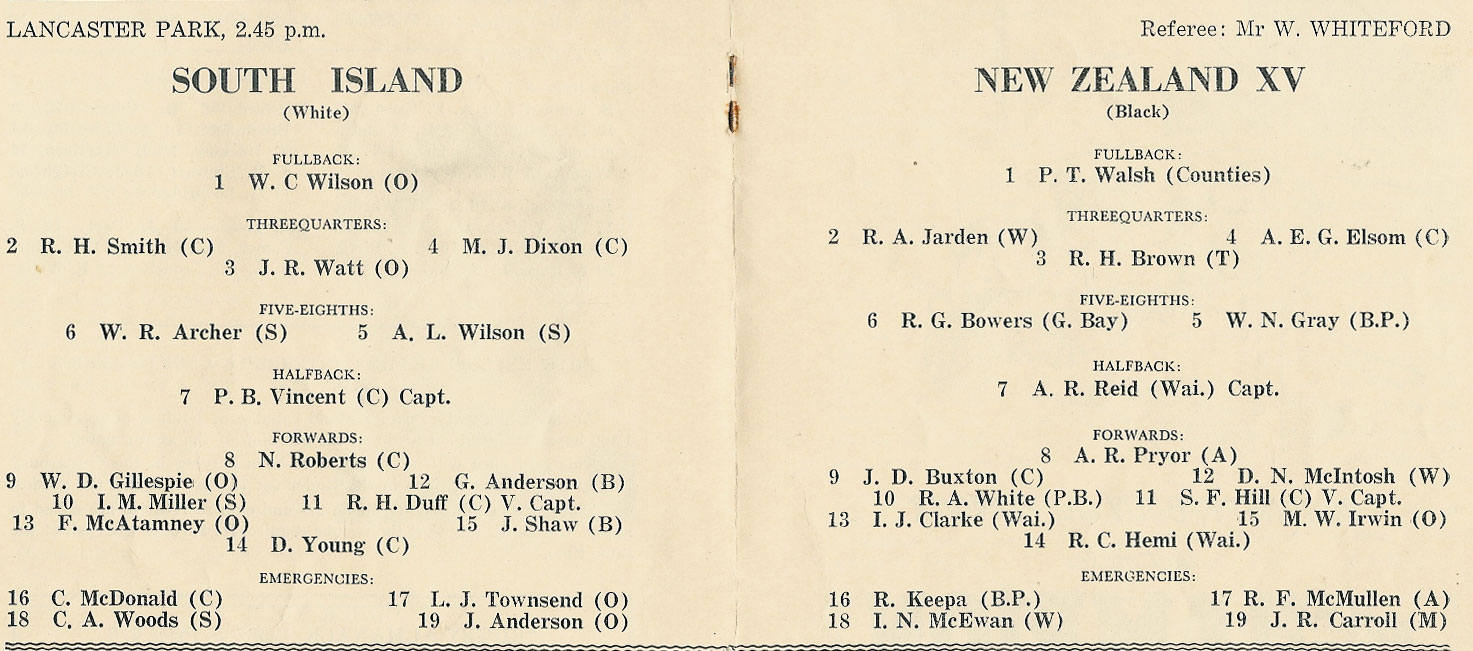 LANCASTER PARK, 2.45 p.m.
SOUTH ISLAND
(White)
FULLBACK:
1 W. C Wilson (O)
THREEQUARTERS:
2 R. H. Smith (C) 4 M. J. Dixon (C)
3 J. R. Watt (O)
FIVE-EIGHTHS:
6 W. R. Archer (S) 5 A. L. Wilson (S)
HALFBACK:
7 P. B. Vincent (C) Capt.
FORWARDS:
8 N. Roberts (C)
9 W. D. Gillespie (O) 12 G. Anderson (B)
10 I. M. Miller (S) 11 R. H. Duff (C) V. Capt.
13 F. McAtamney (O) 15 J. Shaw (B)
14 D. Young (C)
EMERGENCIES:
16 C. McDonald (C) 17 L. J. Townsend (O)
18 C. A. Woods (S) 19 J. Anderson (O)
Referee: Mr W. WHITEFORD
NEW ZEALAND XV
(Black)
FULLBACK:
1 P. T. Walsh (Counties)
THREEQUARTERS:
2 R. A. Jarden (W) 4 A. E. G. Elsom (C)
3 R. H. Brown (T)
FIVE-EIGHTHS:
6 R. G. Bowers (G. Bay) 5 W. N. Gray (B.P.)
HALFBACK:
7 A. R. Reid (Wai.) Capt.
FORWARDS:
8 A. R. Pryor (A)
9 J. D. Buxton (C) 12 D. N. McIntosh (W)
10 R. A. White (P.B.) 11 S. F. Hill (C) V. Capt.
13 I. J. Clarke (Wai.) 15 M. W. Irwin (O)
14 R. C. Hemi (Wai.)
EMERGENCIES:
16 R. Keepa (B.P.) 17 R. F. McMullen (A)
18 I. N. McEwan (W) 19 J. R. Carroll (M)